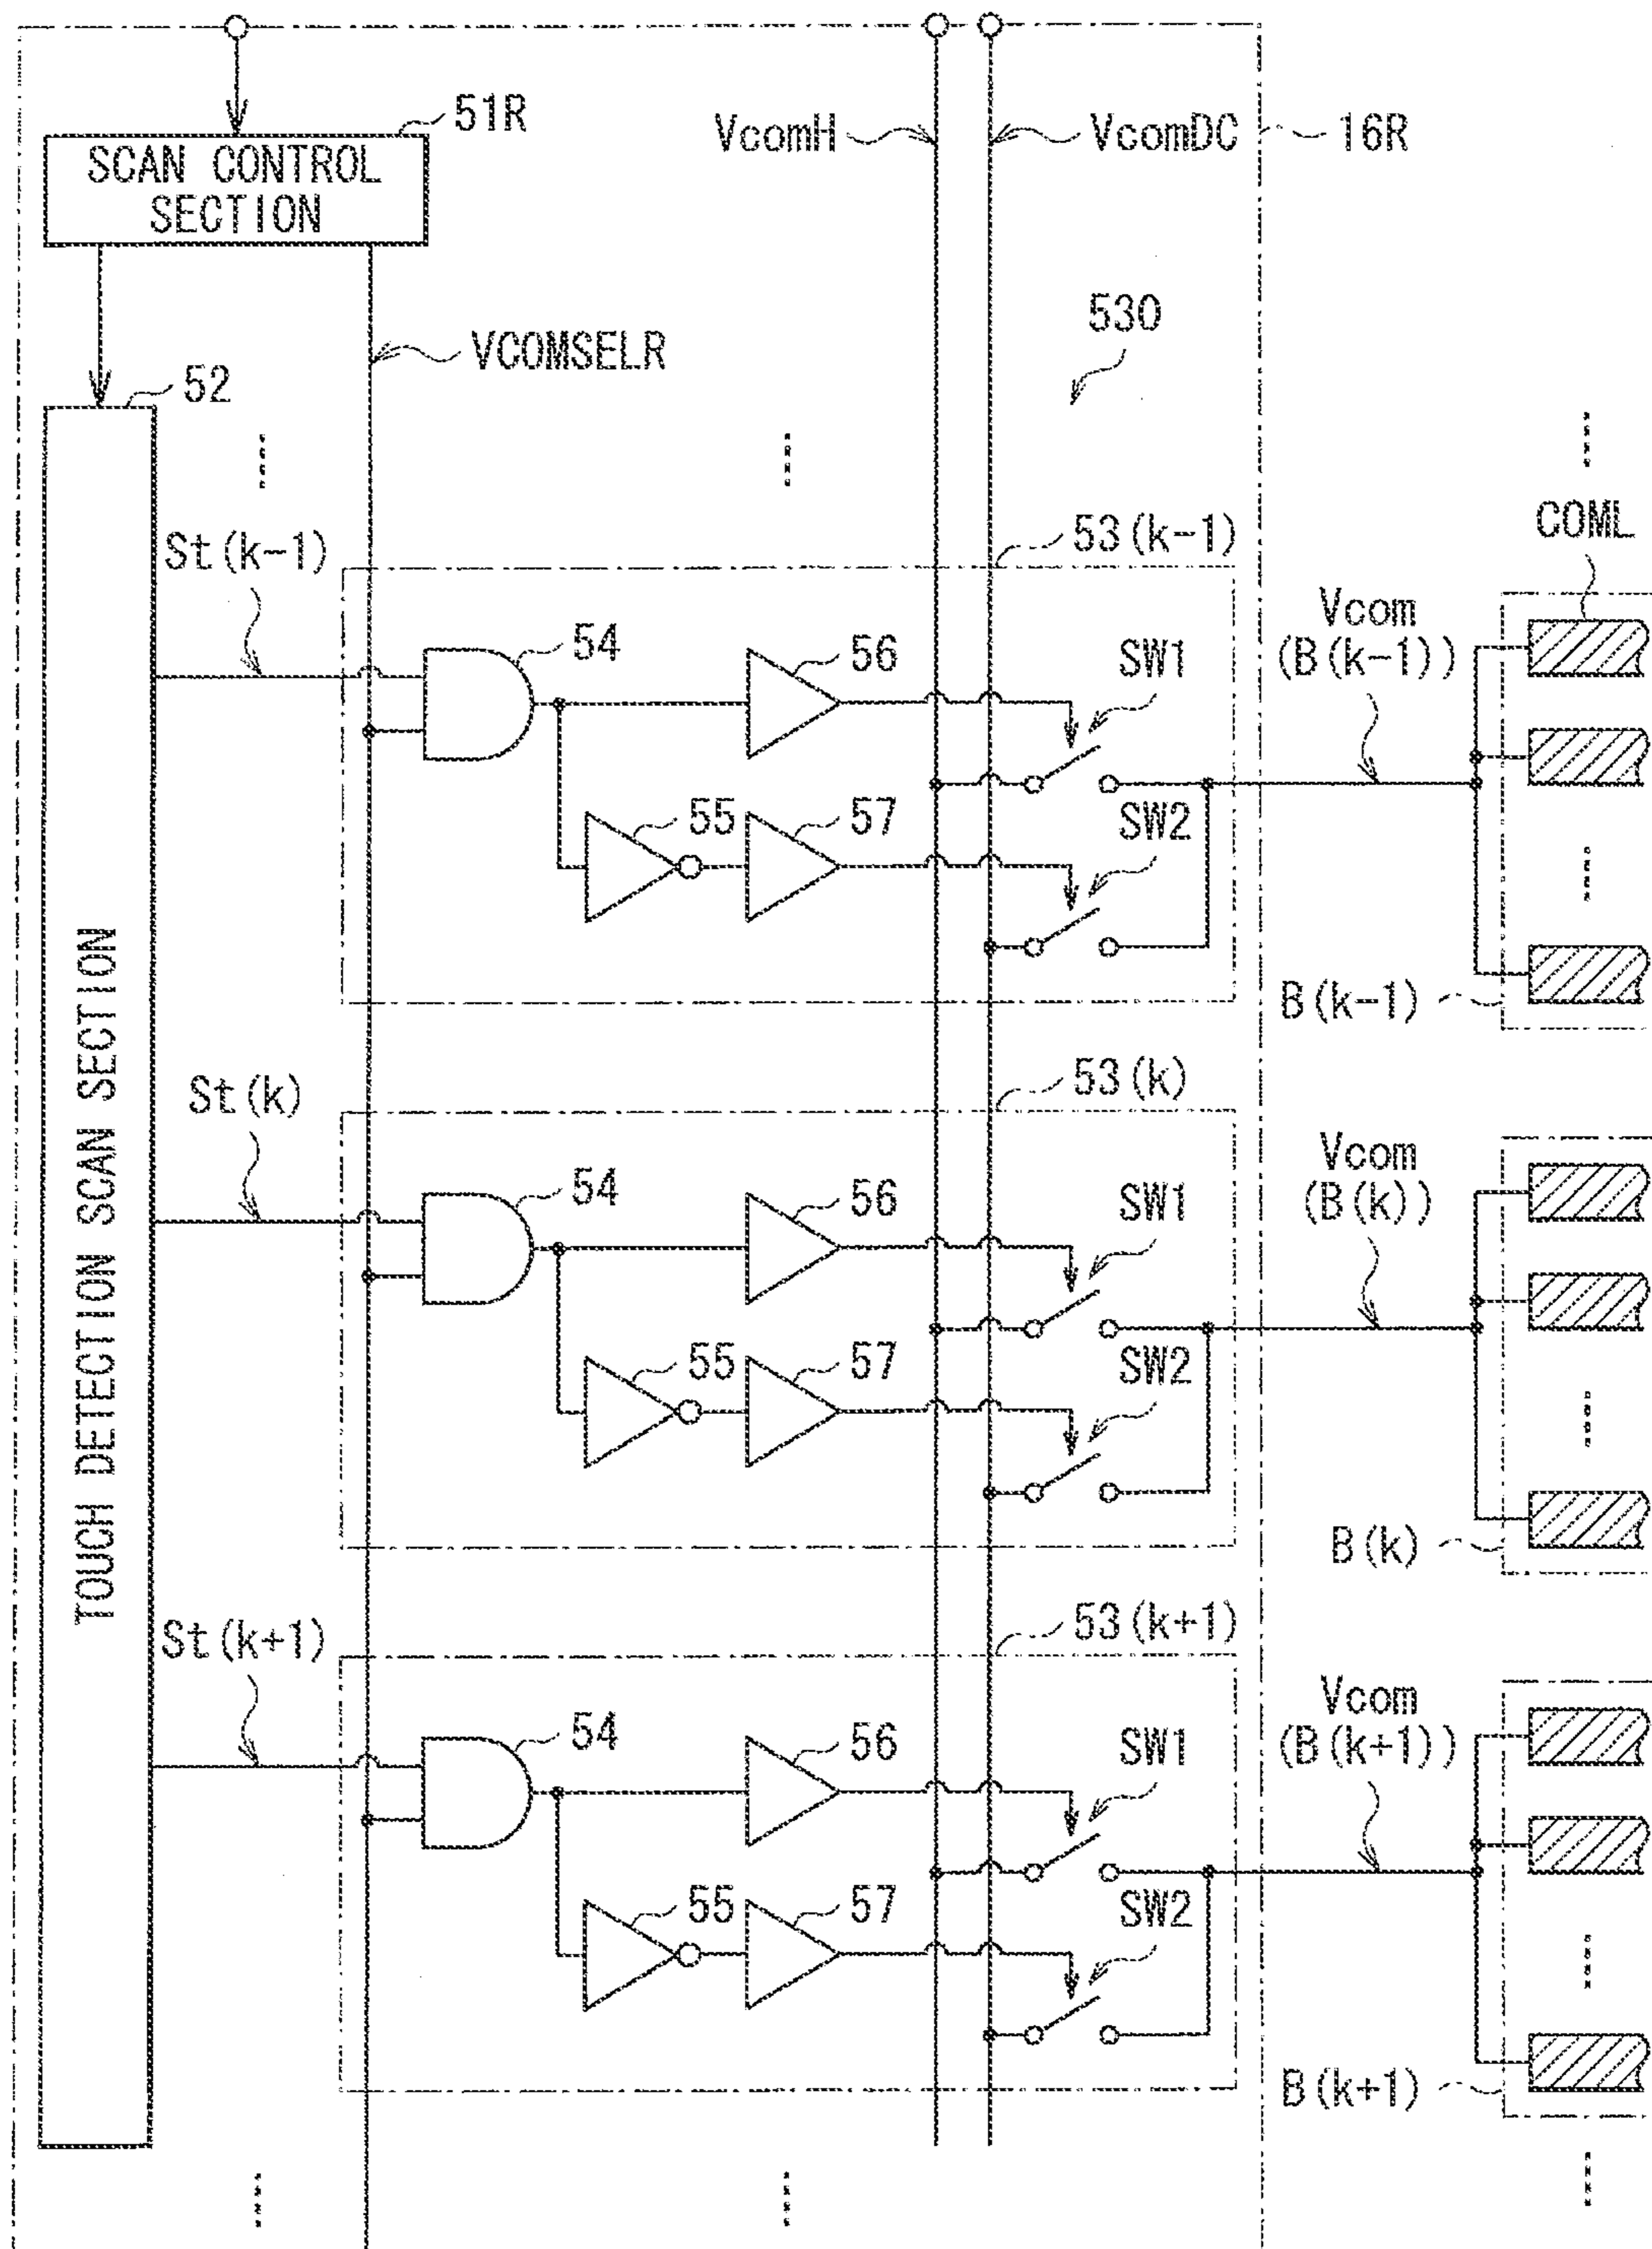 51R
SCAN CONTROL
SECTION
VcomH
VcomDC
16R
530
VCOMSELR
52
TOUCH DETECTION SCAN SECTION
COML
St(k-1)
53(k-1)
54
56
SW1
Vcom
(B(k-1))
55
57
SW2
B(k-1)
St(k)
53(k)
54
56
SW1
Vcom
(B(k))
55
57
SW2
B(k)
St(k+1)
53(k+1)
54
56
SW1
Vcom
(B(k+1))
55
57
SW2
B(k+1)